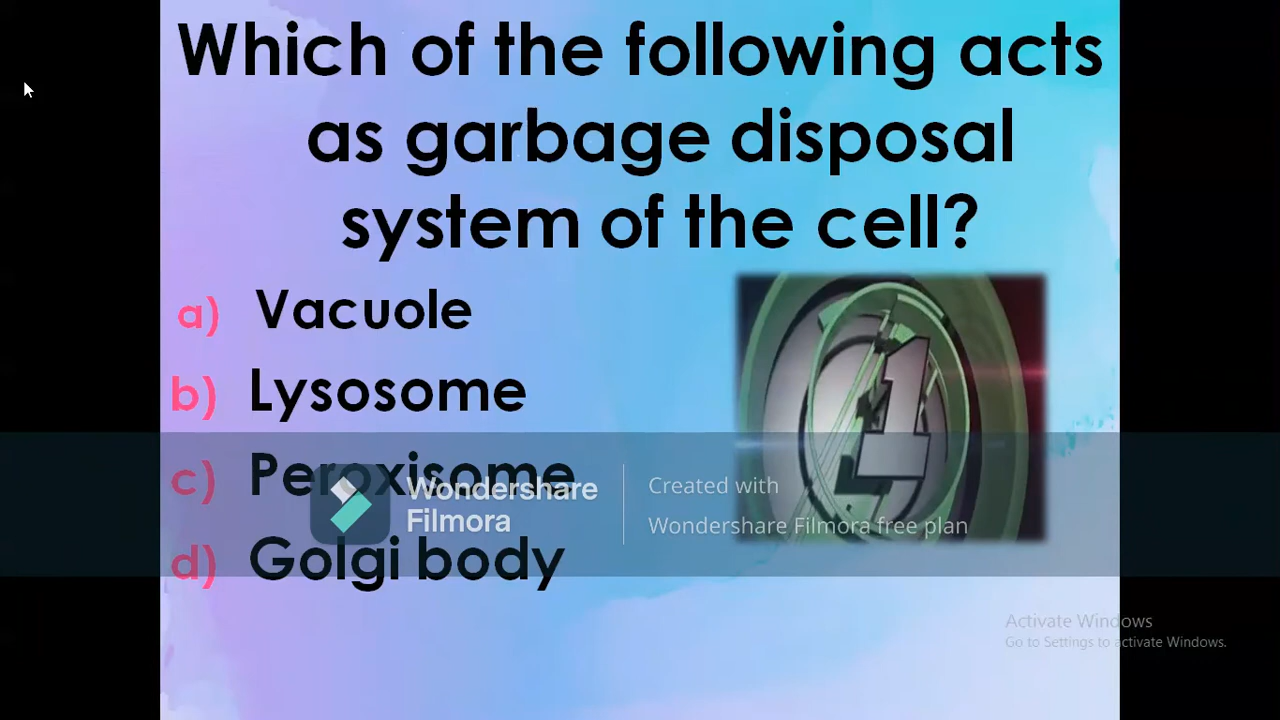 Which of the following acts
as garbage disposal
system of the cell?
a) Vacuole
b) Lysosome
c) Peroxisome
d) Golgi body
1
Wondershare
Filmora
Created with
Wondershare Filmora free plan
Activate Windows
Go to Settings to activate Windows.